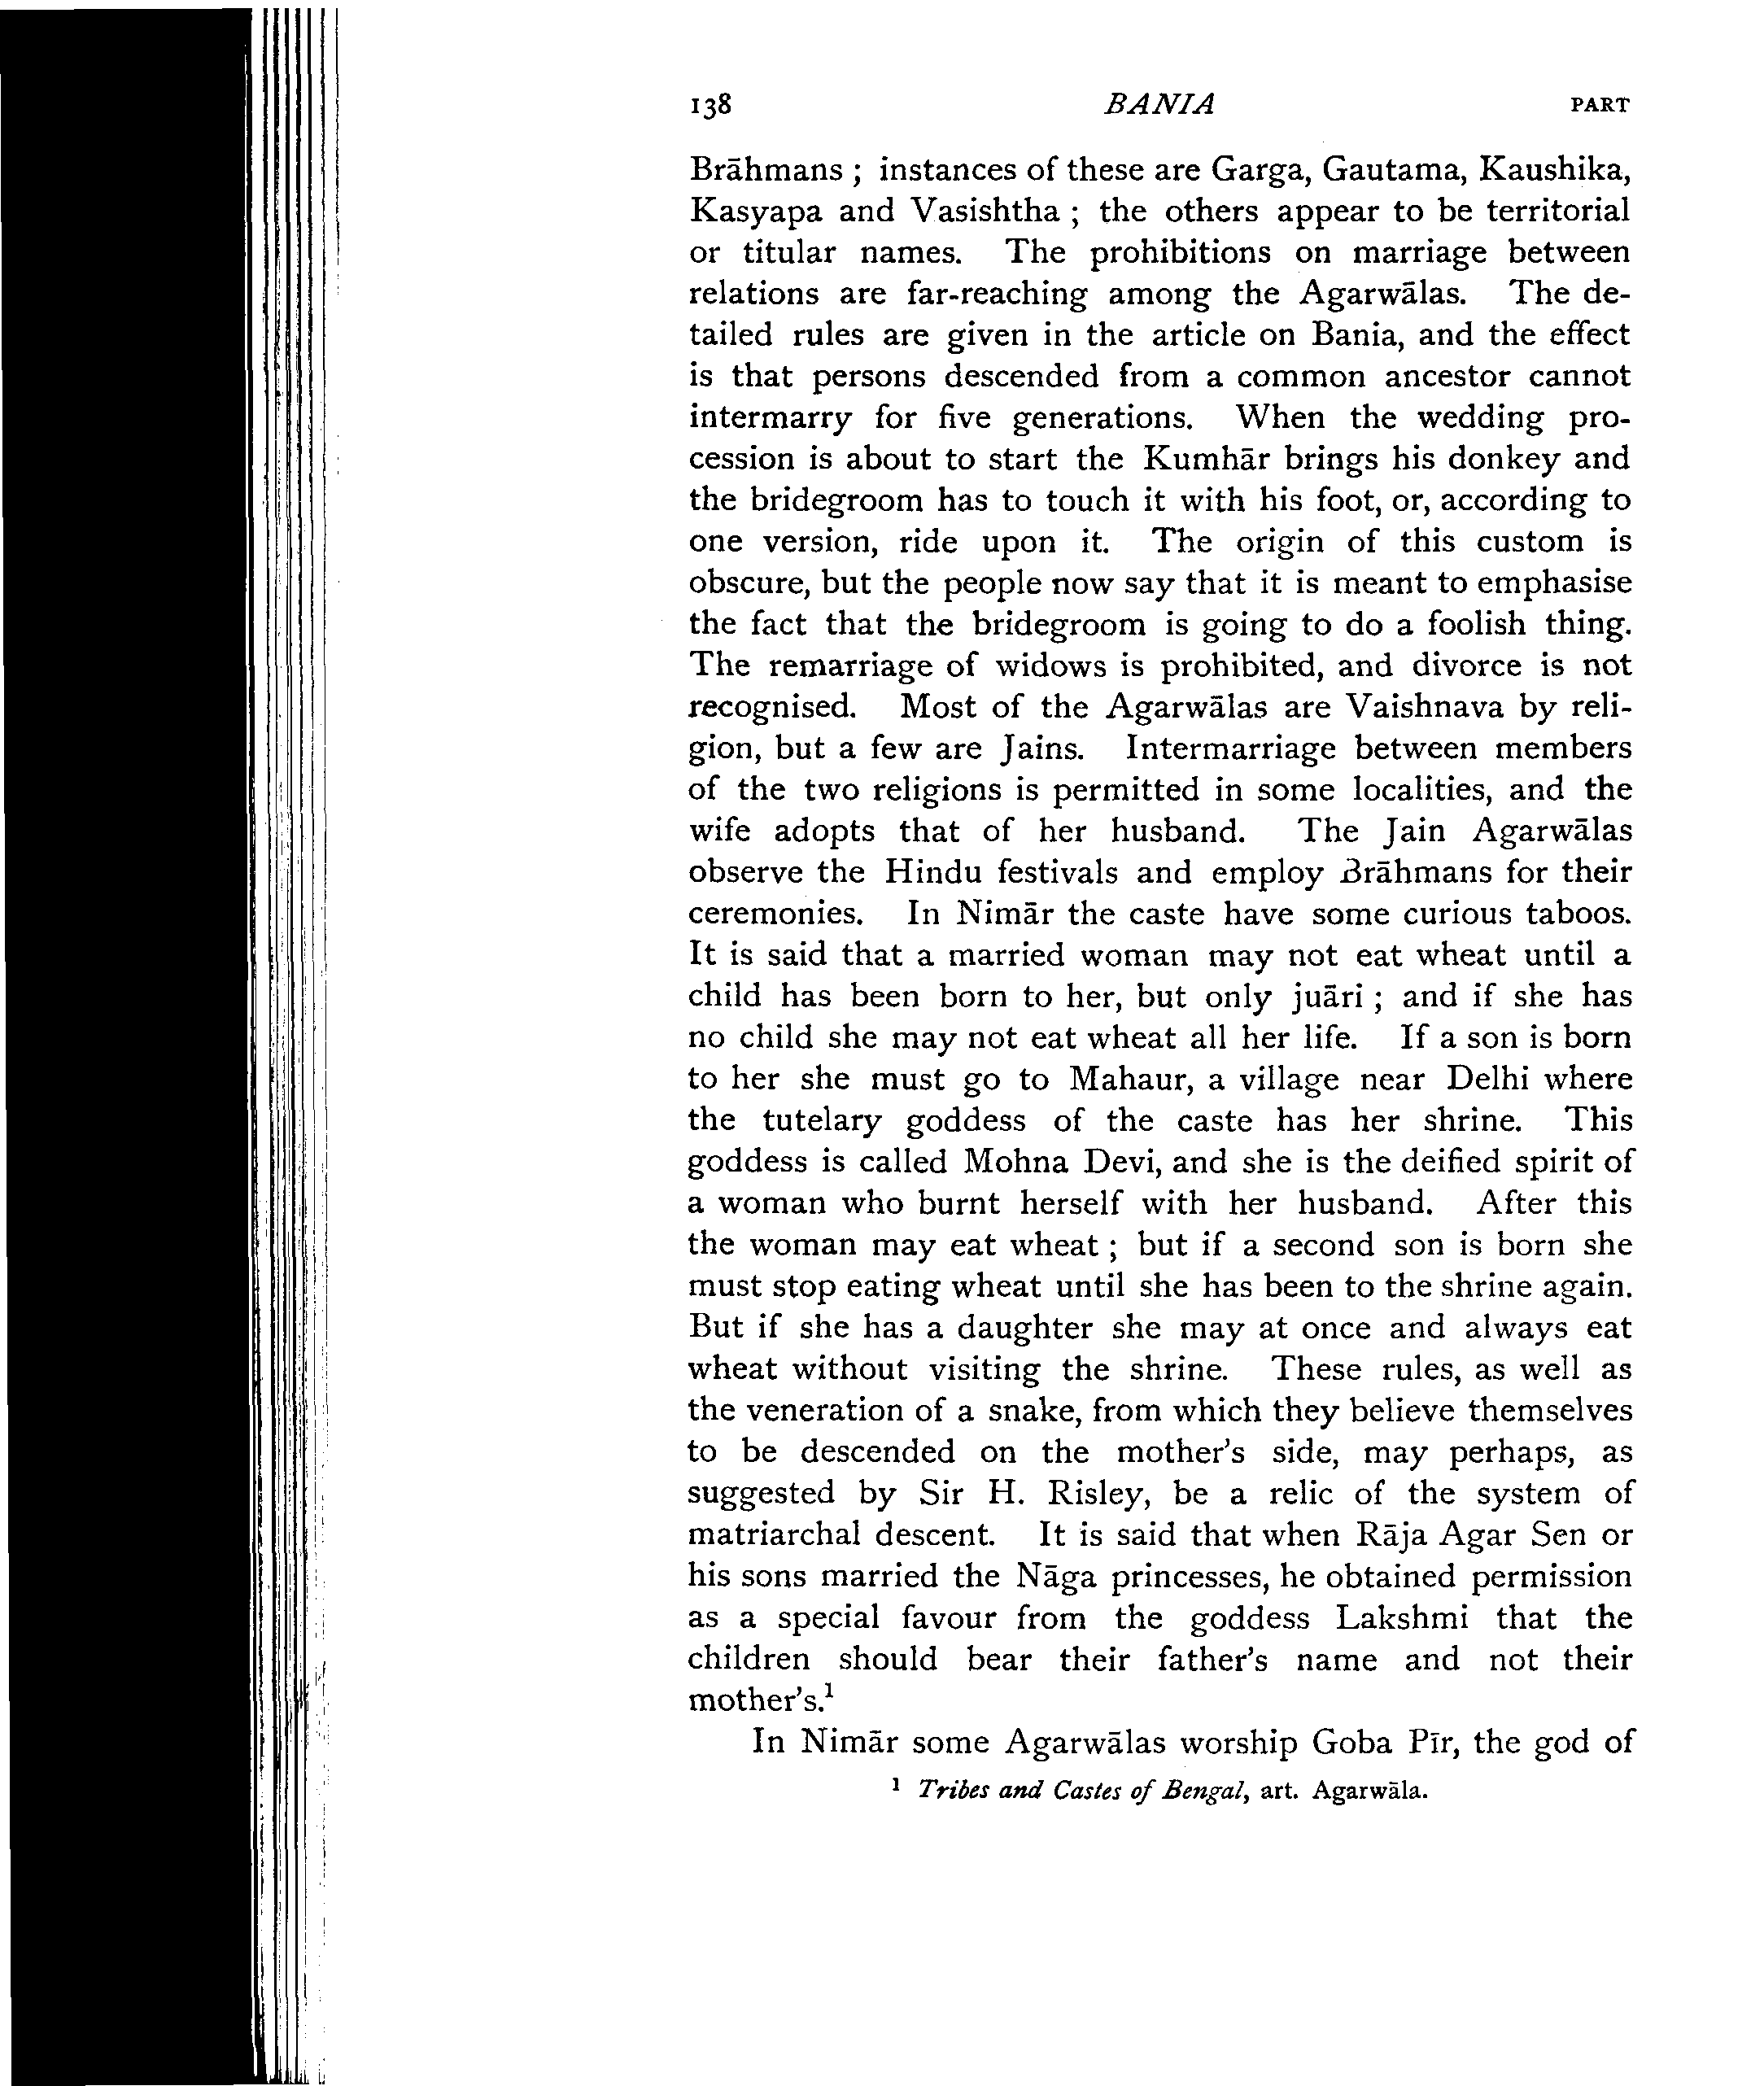 138 BANIA PART
Brāhmans ; instances of these are Garga, Gautama, Kaushika,
Kasyapa and Vasishtha ; the others appear to be territorial
or titular names. The prohibitions on marriage between
relations are far-reaching among the Agarwālas. The de-
tailed rules are given in the article on Bania, and the effect
is that persons descended from a common ancestor cannot
intermarry for five generations. When the wedding pro-
cession is about to start the Kumhār brings his donkey and
the bridegroom has to touch it with his foot, or, according to
one version, ride upon it. The origin of this custom is
obscure, but the people now say that it is meant to emphasise
the fact that the bridegroom is going to do a foolish thing.
The remarriage of widows is prohibited, and divorce is not
recognised. Most of the Agarwālas are Vaishnava by reli-
gion, but a few are Jains. Intermarriage between members
of the two religions is permitted in some localities, and the
wife adopts that of her husband. The Jain Agarwālas
observe the Hindu festivals and employ Brāhmans for their
ceremonies. In Nimār the caste have some curious taboos.
It is said that a married woman may not eat wheat until a
child has been born to her, but only juāri ; and if she has
no child she may not eat wheat all her life. If a son is born
to her she must go to Mahaur, a village near Delhi where
the tutelary goddess of the caste has her shrine. This
goddess is called Mohna Devi, and she is the deified spirit of
a woman who burnt herself with her husband. After this
the woman may eat wheat ; but if a second son is born she
must stop eating wheat until she has been to the shrine again.
But if she has a daughter she may at once and always eat
wheat without visiting the shrine. These rules, as well as
the veneration of a snake, from which they believe themselves
to be descended on the mother's side, may perhaps, as
suggested by Sir H. Risley, be a relic of the system of
matriarchal descent. It is said that when Rāja Agar Sen or
his sons married the Nāga princesses, he obtained permission
as a special favour from the goddess Lakshmi that the
children should bear their father's name and not their
mother's.¹
In Nimār some Agarwālas worship Goba Pīr, the god of
¹ Tribes and Castes of Bengal, art. Agarwāla.